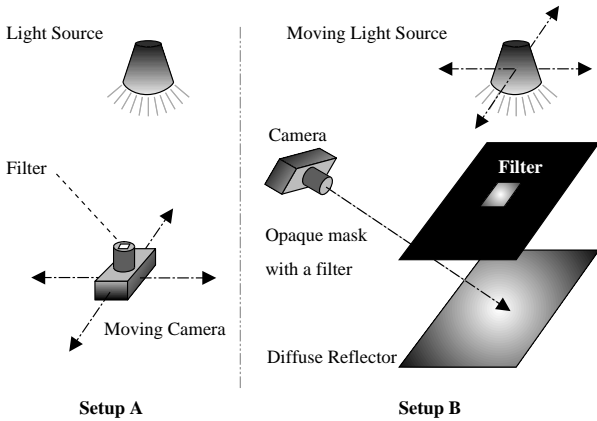 Light Source
Filter
Moving Camera
Setup A
Moving Light Source
Camera
Filter
Opaque mask
with a filter
Diffuse Reflector
Setup B